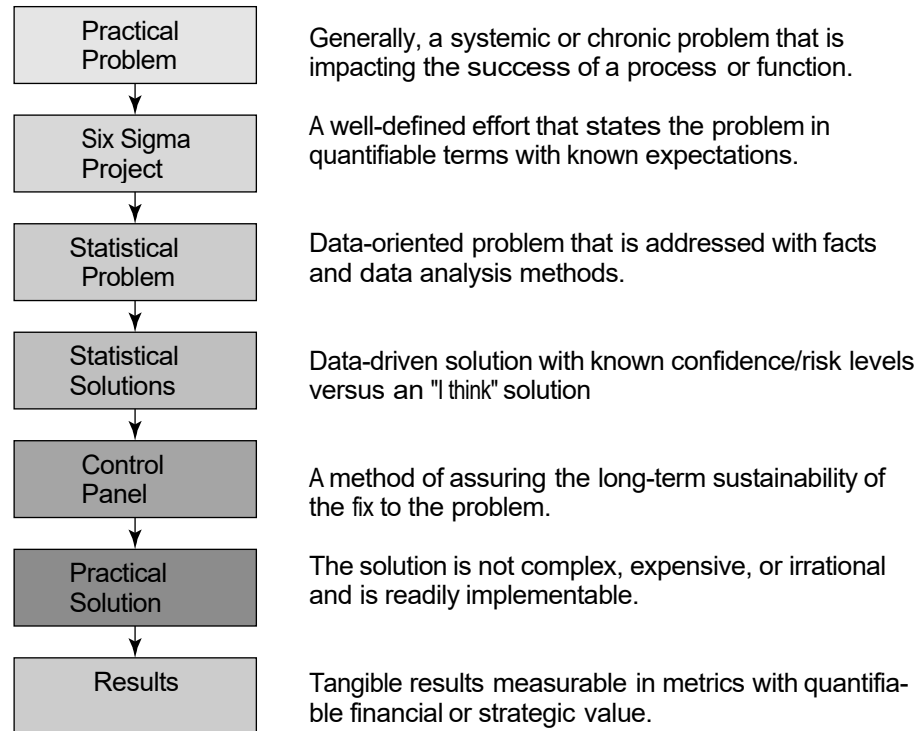 Practical
Problem
Generally, a systemic or chronic problem that is
impacting the success of a process or function.
Six Sigma
Project
A well-defined effort that states the problem in
quantifiable terms with known expectations.
Statistical
Problem
Data-oriented problem that is addressed with facts
and data analysis methods.
Statistical
Solutions
Data-driven solution with known confidence/risk levels
versus an "I think" solution
Control
Panel
A method of assuring the long-term sustainability of
the fix to the problem.
Practical
Solution
The solution is not complex, expensive, or irrational
and is readily implementable.
Results
Tangible results measurable in metrics with quantifia-
ble financial or strategic value.